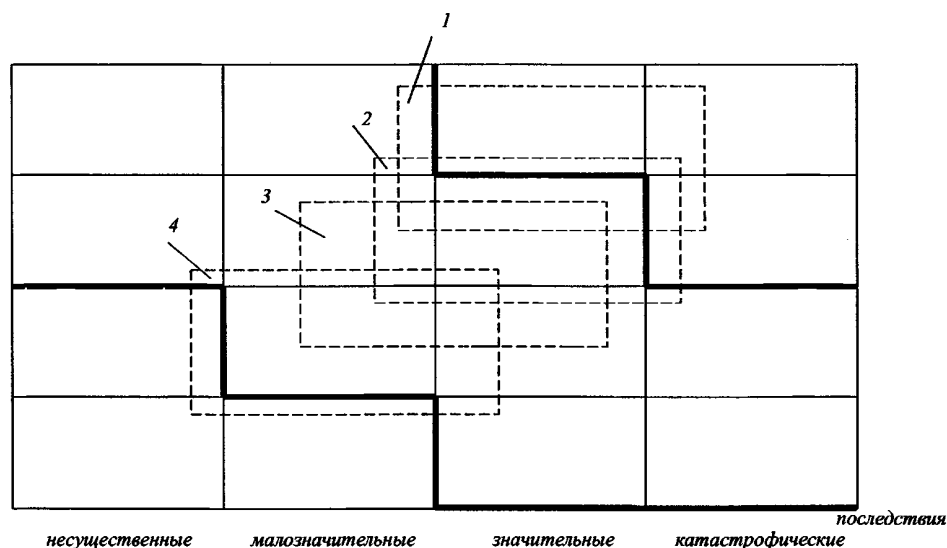 1
2
3
4
последствия
несущественные малозначительные значительные катастрофические